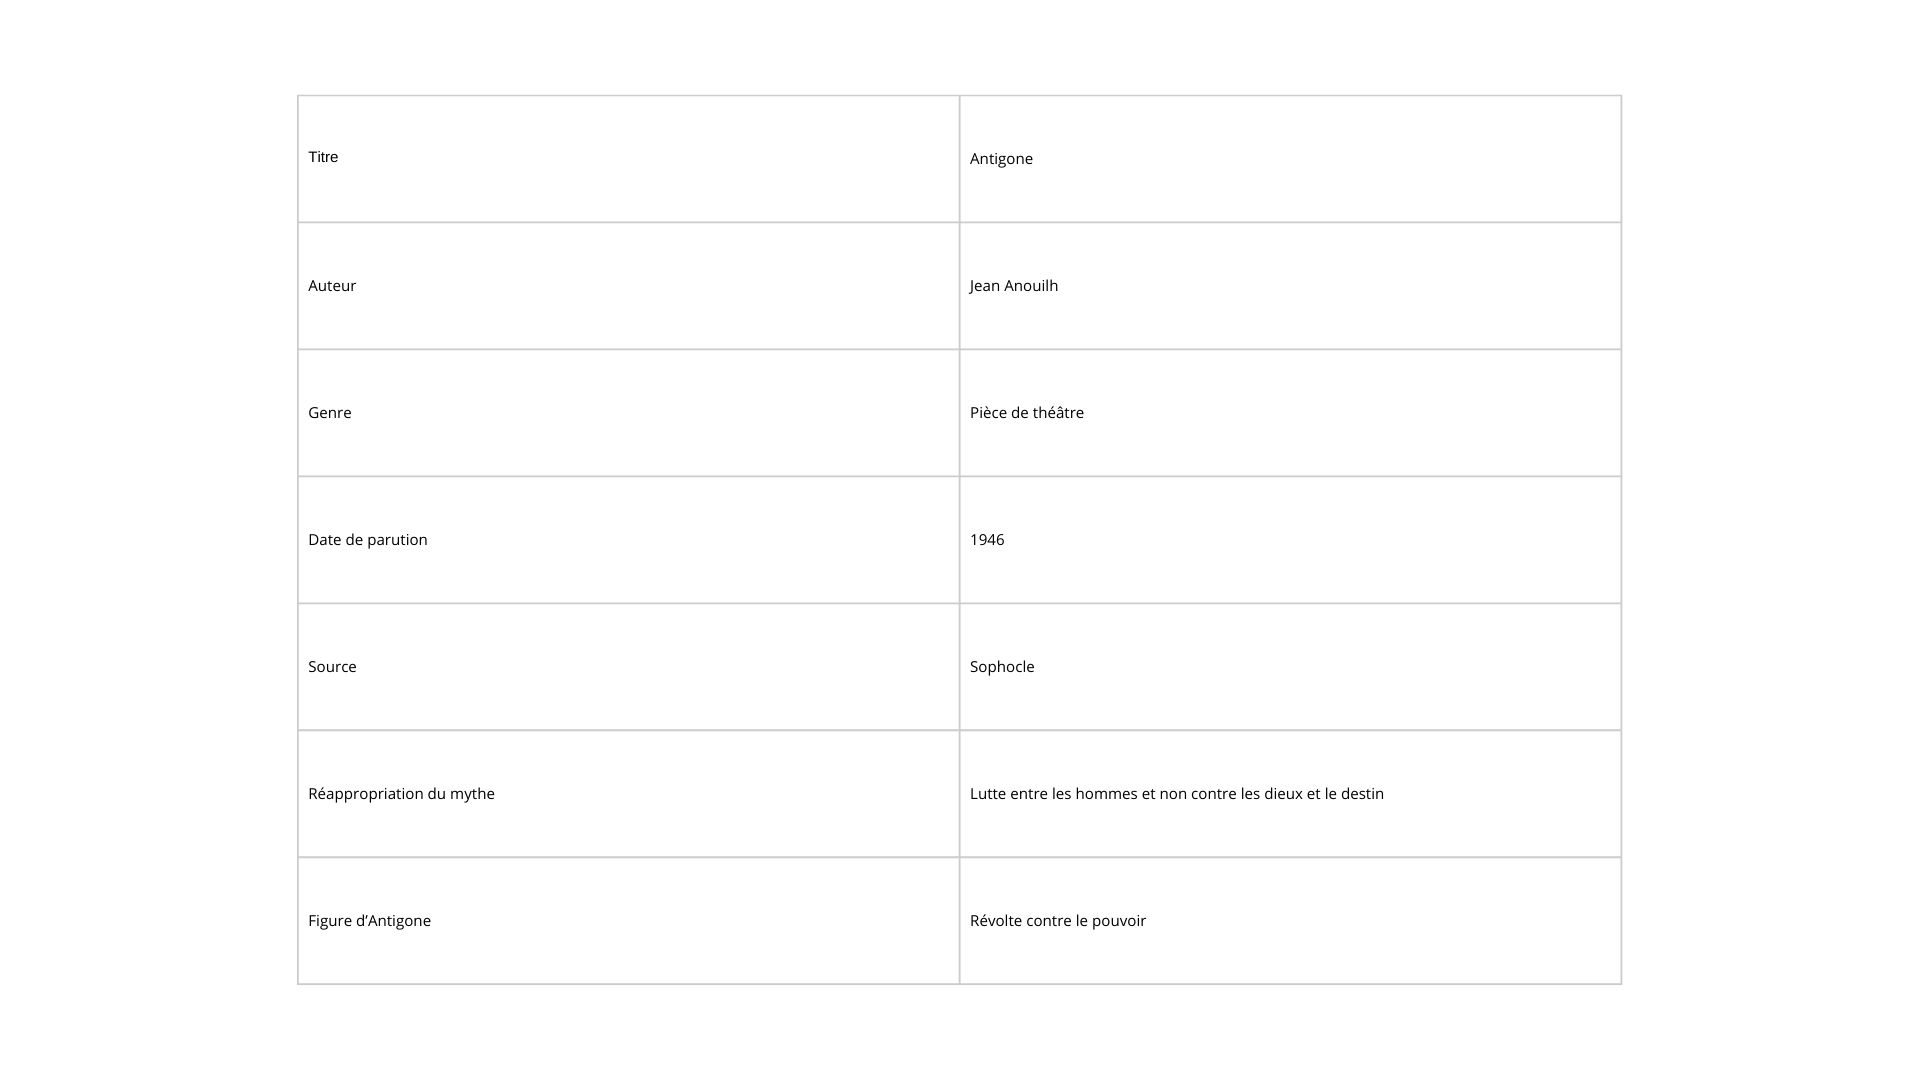 Titre
Antigone
Auteur
Jean Anouilh
Genre
Pièce de théâtre
Date de parution
1946
Source
Sophocle
Réappropriation du mythe
Lutte entre les hommes et non contre les dieux et le destin
Figure d’Antigone
Révolte contre le pouvoir